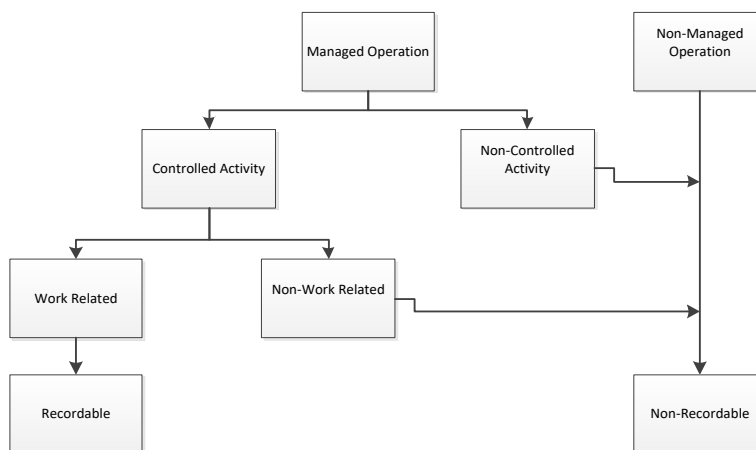 Managed Operation
Non-Managed
Operation
Controlled Activity
Non-Controlled
Activity
Work Related
Non-Work Related
Recordable
Non-Recordable